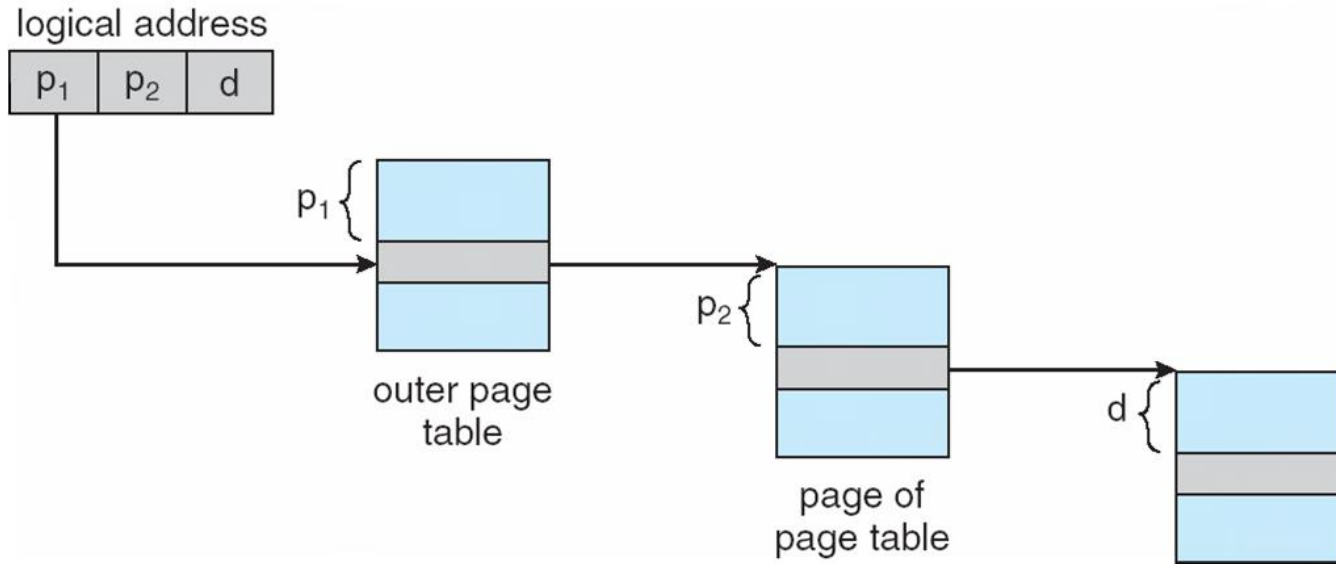 logical address
p₁ p₂ d
p₁
outer page
table
p₂
page of
page table
d